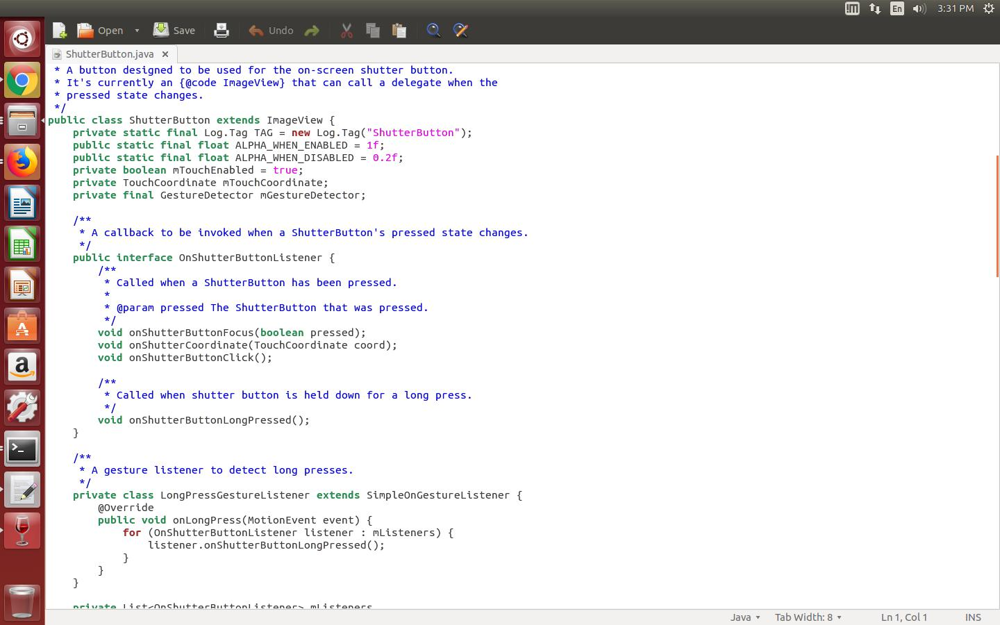 En
3:31 PM
Open
Save
Undo
ShutterButton.java
 * A button designed to be used for the on-screen shutter button.
 * It's currently an {@code ImageView} that can call a delegate when the
 * pressed state changes.
 */
public class ShutterButton extends ImageView {
    private static final Log.Tag TAG = new Log.Tag("ShutterButton");
    public static final float ALPHA_WHEN_ENABLED = 1f;
    public static final float ALPHA_WHEN_DISABLED = 0.2f;
    private boolean mTouchEnabled = true;
    private TouchCoordinate mTouchCoordinate;
    private final GestureDetector mGestureDetector;
    /**
     * A callback to be invoked when a ShutterButton's pressed state changes.
     */
    public interface OnShutterButtonListener {
        /**
         * Called when a ShutterButton has been pressed.
         *
         * @param pressed The ShutterButton that was pressed.
         */
        void onShutterButtonFocus(boolean pressed);
        void onShutterCoordinate(TouchCoordinate coord);
        void onShutterButtonClick();
        /**
         * Called when shutter button is held down for a long press.
         */
        void onShutterButtonLongPressed();
    }
    /**
     * A gesture listener to detect long presses.
     */
    private class LongPressGestureListener extends SimpleOnGestureListener {
        @Override
        public void onLongPress(MotionEvent event) {
            for (OnShutterButtonListener listener : mListeners) {
                listener.onShutterButtonLongPressed();
            }
        }
    }
    private List<OnShutterButtonListener> mListeners
Java
Tab Width: 8
Ln 1, Col 1
INS